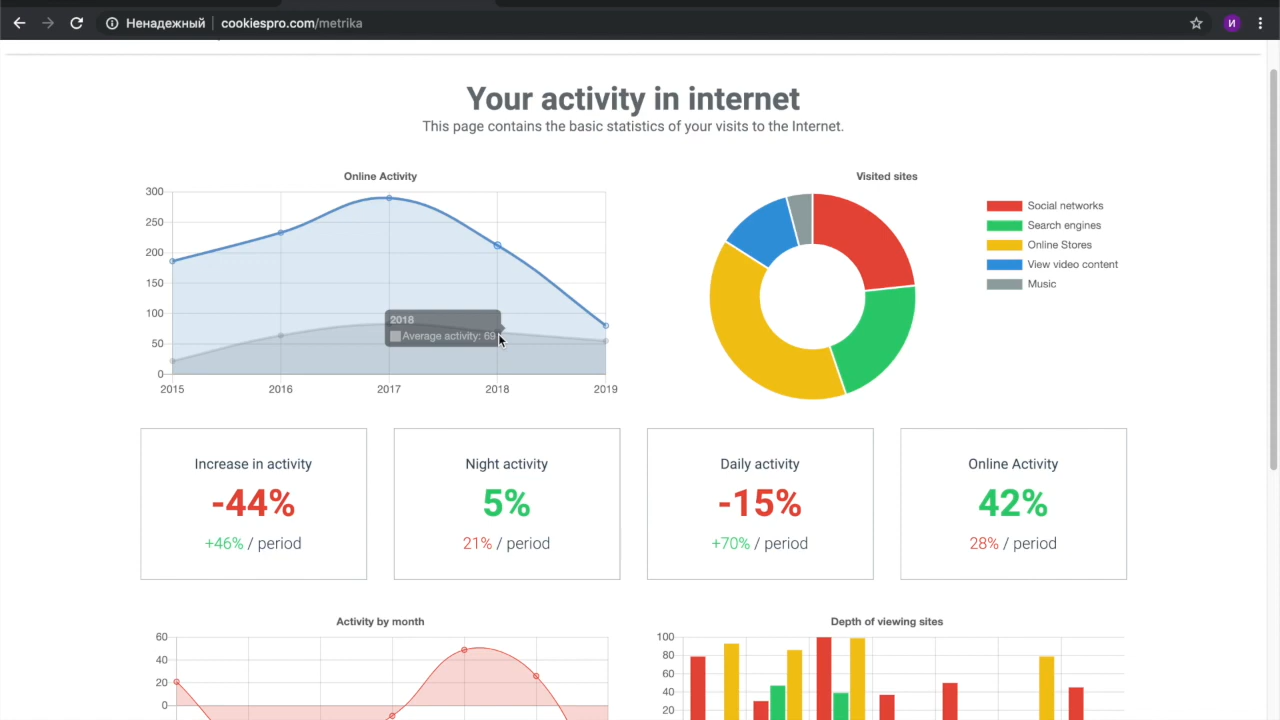 Ненадежный cookiespro.com/metrika
И
Your activity in internet
This page contains the basic statistics of your visits to the Internet.
Online Activity
300
250
200
150
100
50
0
2015 2016 2017 2018 2019
2018
Average activity: 69
Visited sites
Social networks
Search engines
Online Stores
View video content
Music
Increase in activity
-44%
+46% / period
Night activity
5%
21% / period
Daily activity
-15%
+70% / period
Online Activity
42%
28% / period
Activity by month
60
40
20
0
Depth of viewing sites
100
80
60
40
20